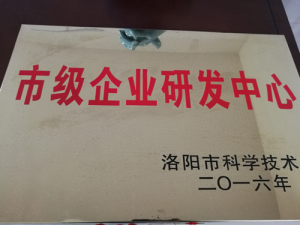 市级企业研发中心
洛阳市科学技术
二〇一六年